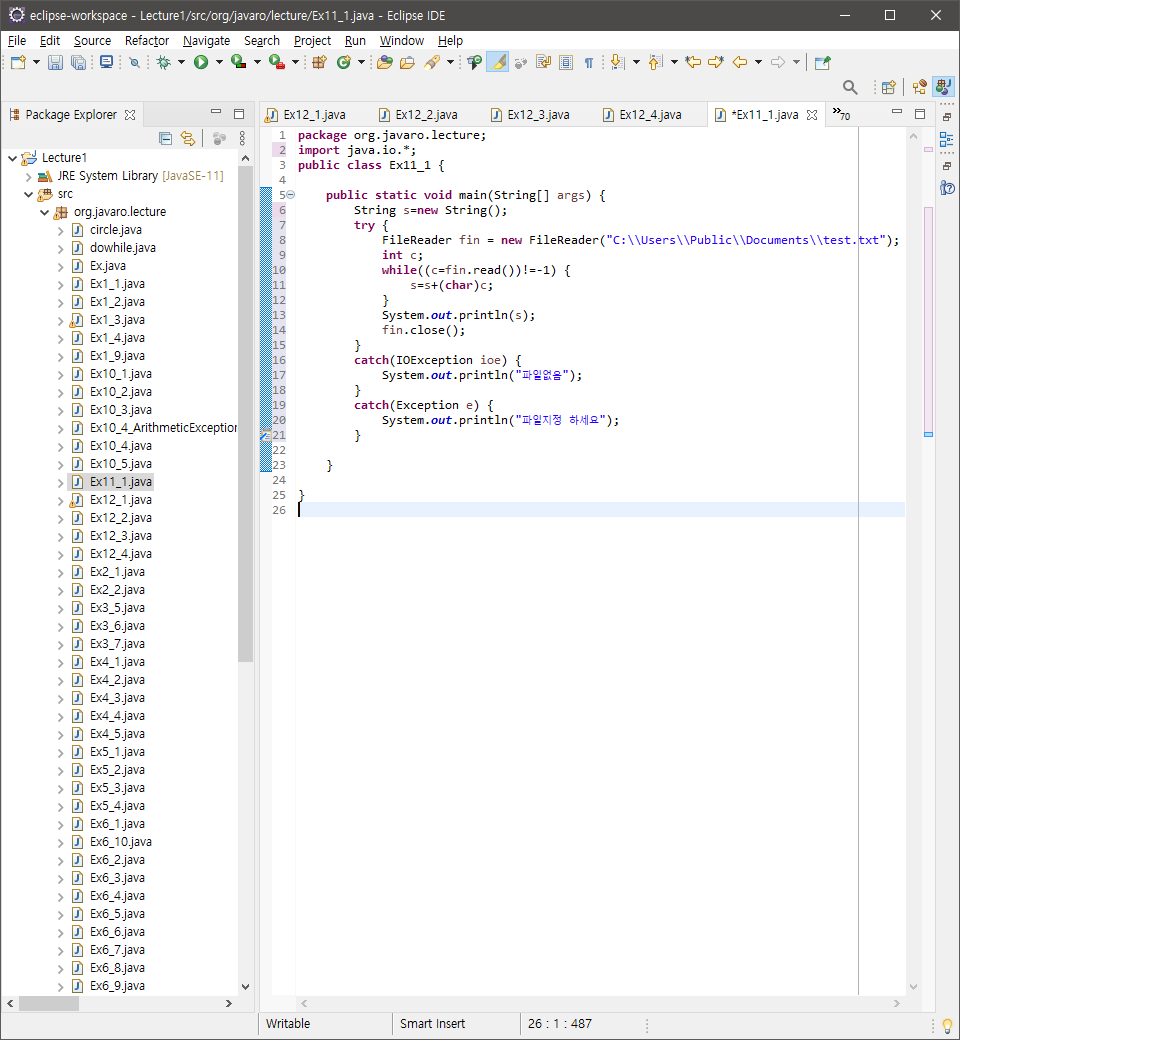 eclipse-workspace - Lecture1/src/org/javaro/lecture/Ex11_1.java - Eclipse IDE
File Edit Source Refactor Navigate Search Project Run Window Help
Package Explorer
Lecture1
JRE System Library [JavaSE-11]
src
org.javaro.lecture
circle.java
dowhile.java
Ex.java
Ex1_1.java
Ex1_2.java
Ex1_3.java
Ex1_4.java
Ex1_9.java
Ex10_1.java
Ex10_2.java
Ex10_3.java
Ex10_4_ArithmeticException
Ex10_4.java
Ex10_5.java
Ex11_1.java
Ex12_1.java
Ex12_2.java
Ex12_3.java
Ex12_4.java
Ex2_1.java
Ex2_2.java
Ex3_5.java
Ex3_6.java
Ex3_7.java
Ex4_1.java
Ex4_2.java
Ex4_3.java
Ex4_4.java
Ex4_5.java
Ex5_1.java
Ex5_2.java
Ex5_3.java
Ex5_4.java
Ex6_1.java
Ex6_10.java
Ex6_2.java
Ex6_3.java
Ex6_4.java
Ex6_5.java
Ex6_6.java
Ex6_7.java
Ex6_8.java
Ex6_9.java
Ex12_1.java Ex12_2.java Ex12_3.java Ex12_4.java *Ex11_1.java »70
1 package org.javaro.lecture;
2 import java.io.*;
3 public class Ex11_1 {
4
5     public static void main(String[] args) {
6         String s=new String();
7         try {
8             FileReader fin = new FileReader("C:\\Users\\Public\\Documents\\test.txt");
9             int c;
10             while((c=fin.read())!=-1) {
11                 s=s+(char)c;
12             }
13             System.out.println(s);
14             fin.close();
15         }
16         catch(IOException ioe) {
17             System.out.println("파일없음");
18         }
19         catch(Exception e) {
20             System.out.println("파일지정 하세요");
21         }
22
23     }
24
25 }
26
Writable Smart Insert 26 : 1 : 487